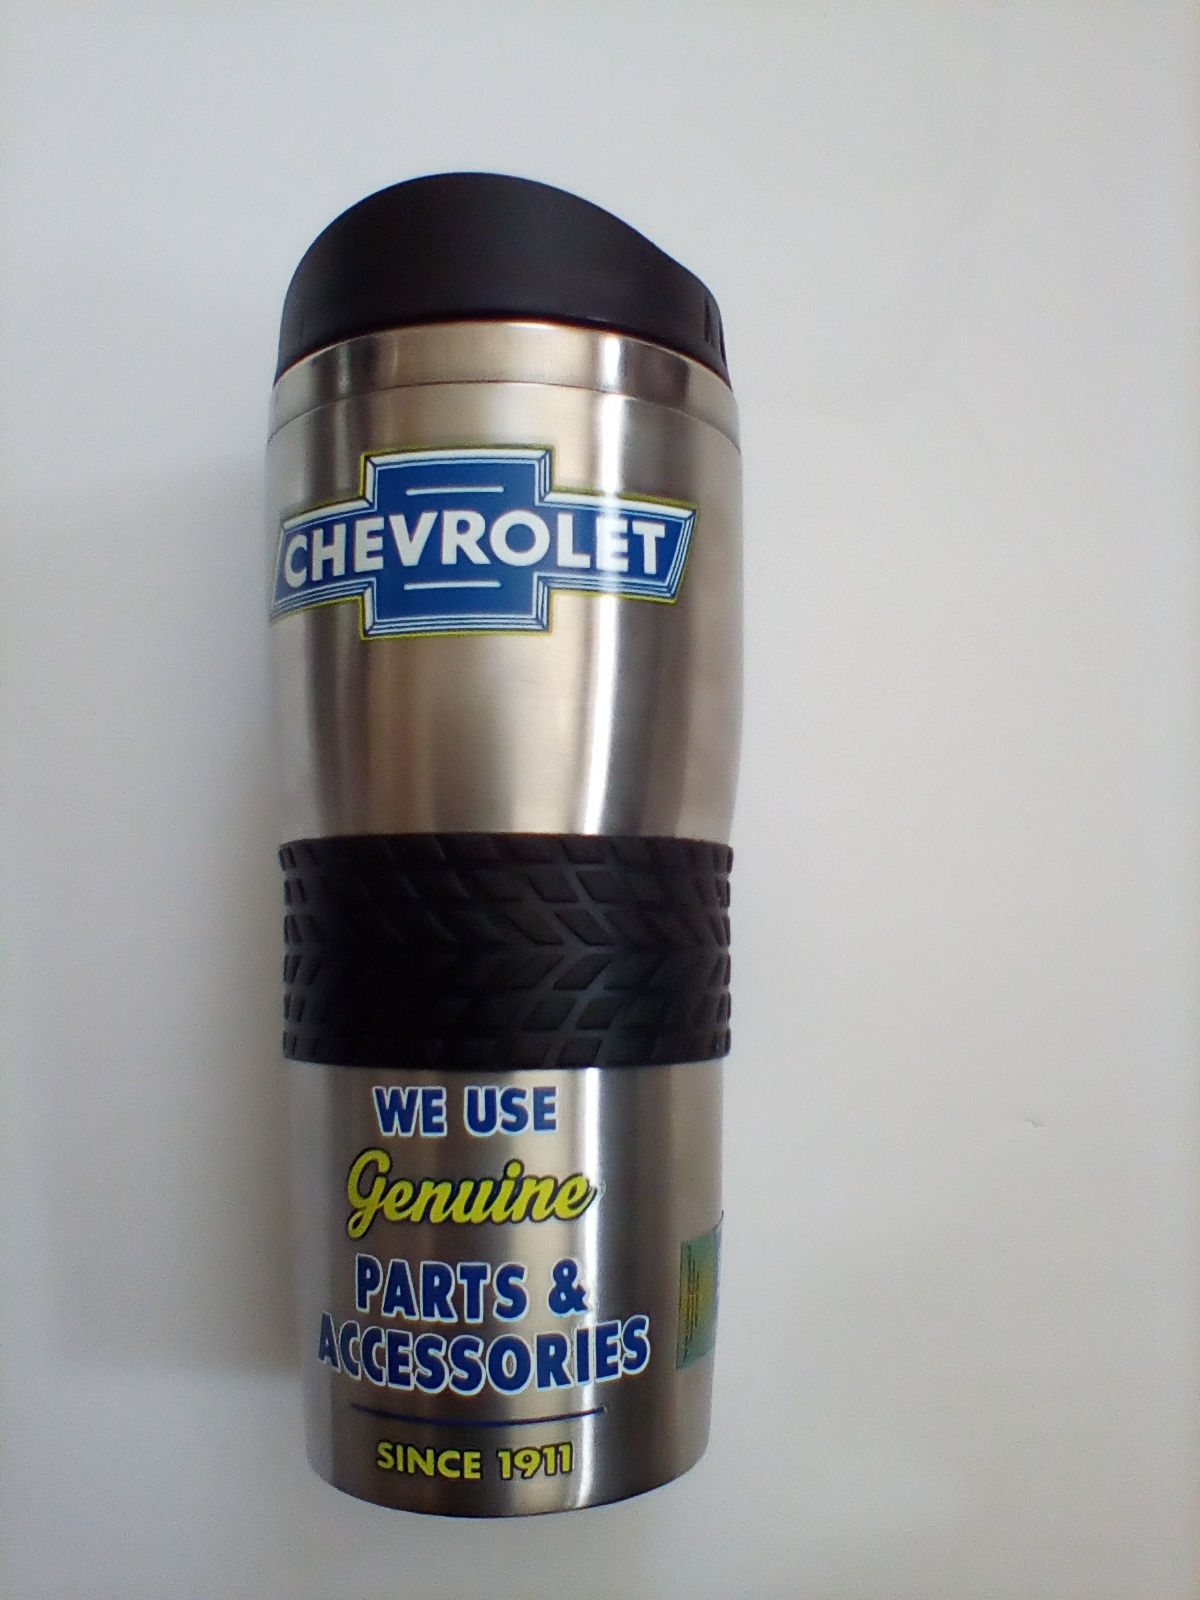 CHEVROLET
WE USE
Genuine
PARTS &
ACCESSORIES
SINCE 1911